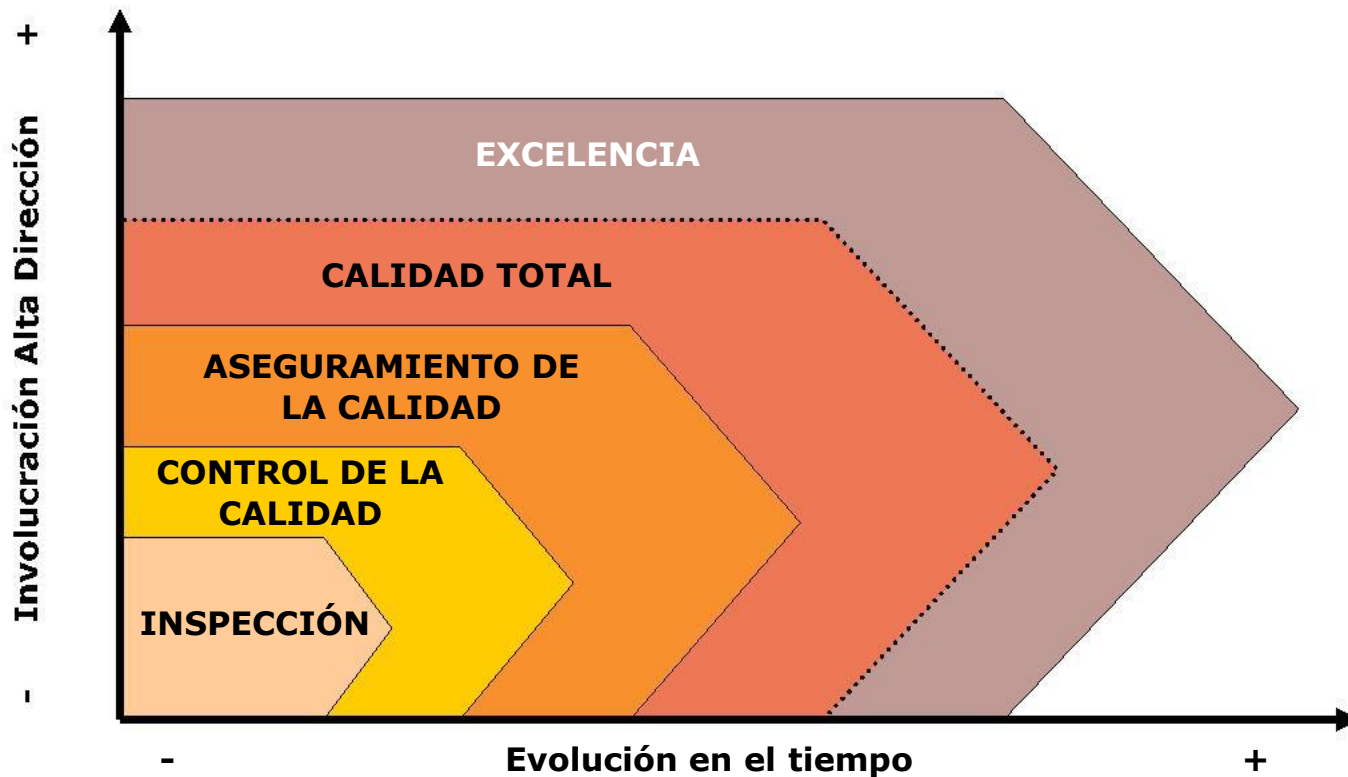 +
Involucración Alta Dirección
-
EXCELENCIA
CALIDAD TOTAL
ASEGURAMIENTO DE
LA CALIDAD
CONTROL DE LA
CALIDAD
INSPECCIÓN
-
Evolución en el tiempo
+